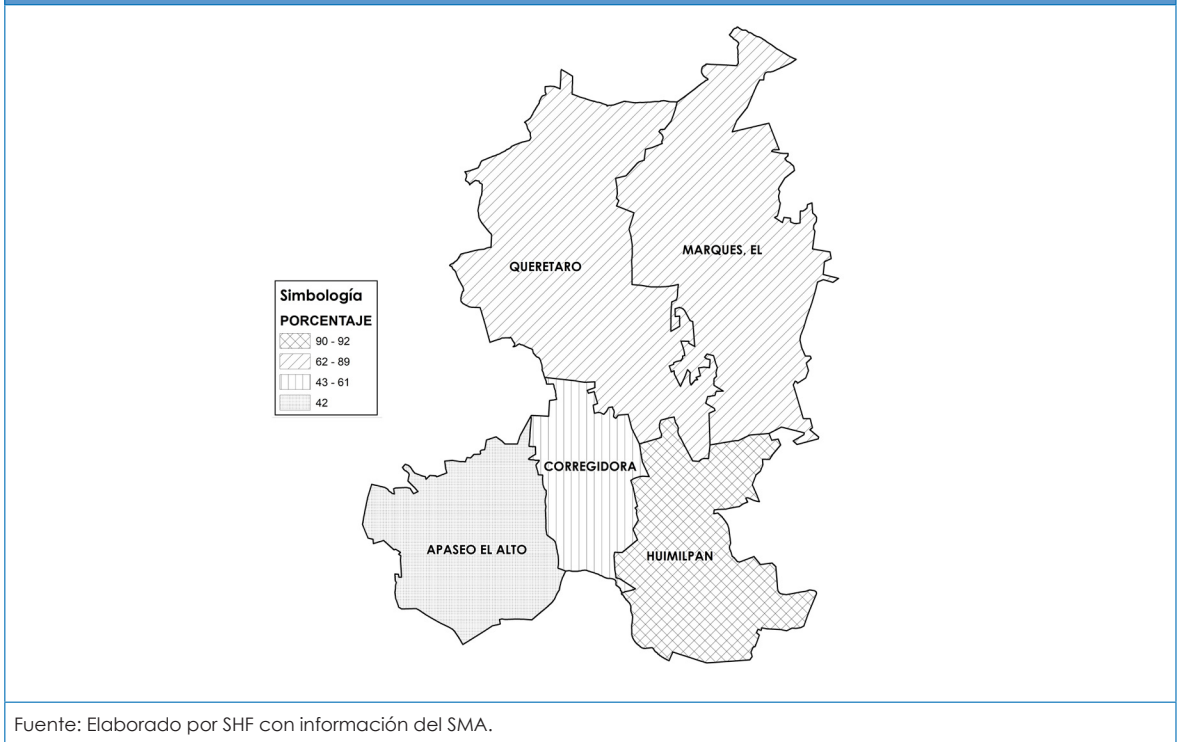 QUERETARO
MARQUES, EL
Simbología
PORCENTAJE
90 - 92
62 - 89
43 - 61
42
CORREGIDORA
APASEO EL ALTO
HUIMILPAN
Fuente: Elaborado por SHF con información del SMA.